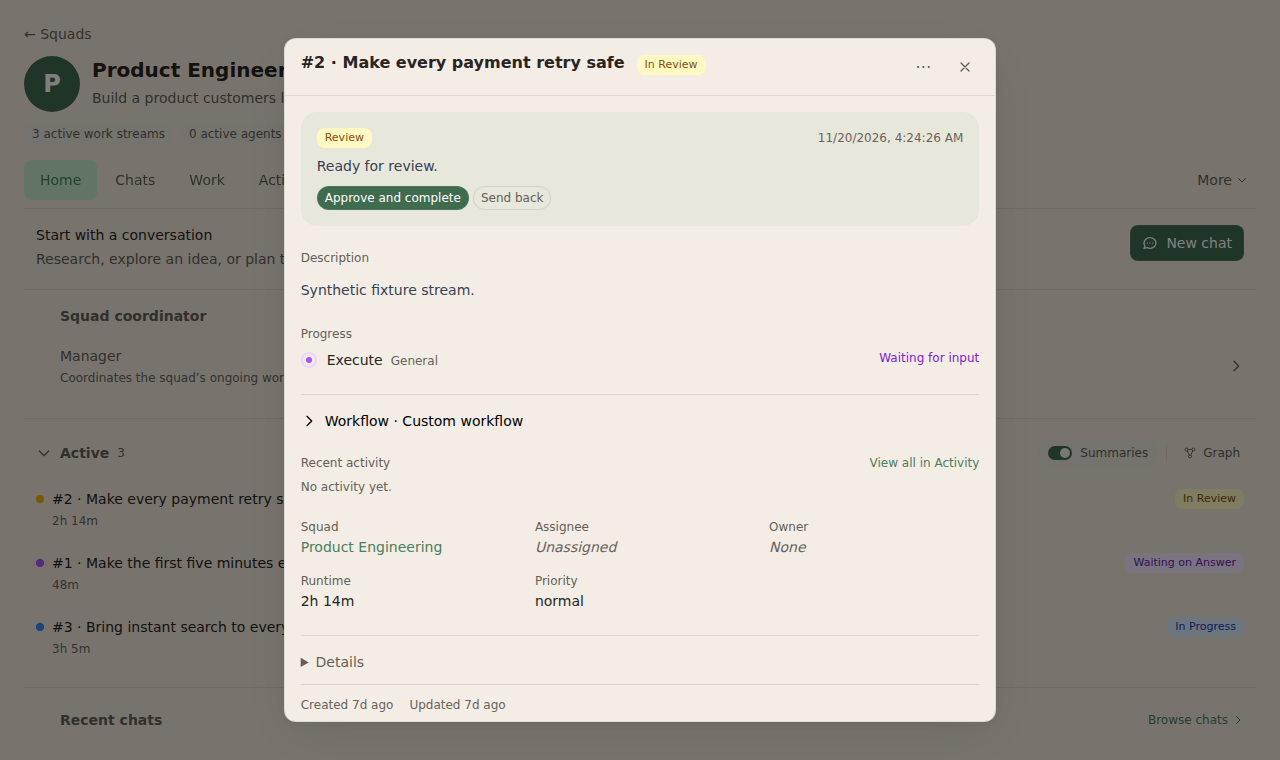 ← Squads
P
Product Engineer
Build a product customers l
3 active work streams
0 active agents
Home
Chats
Work
Acti
More
Start with a conversation
Research, explore an idea, or plan t
New chat
Squad coordinator
Manager
Coordinates the squad's ongoing wor
Active 3
Summaries
Graph
#2 · Make every payment retry s
2h 14m
In Review
#1 · Make the first five minutes e
48m
Waiting on Answer
#3 · Bring instant search to every
3h 5m
In Progress
Recent chats
Browse chats
#2 · Make every payment retry safe
In Review
Review
11/20/2026, 4:24:26 AM
Ready for review.
Approve and complete
Send back
Description
Synthetic fixture stream.
Progress
Execute General
Waiting for input
Workflow · Custom workflow
Recent activity
View all in Activity
No activity yet.
Squad
Assignee
Owner
Product Engineering
Unassigned
None
Runtime
Priority
2h 14m
normal
Details
Created 7d ago
Updated 7d ago